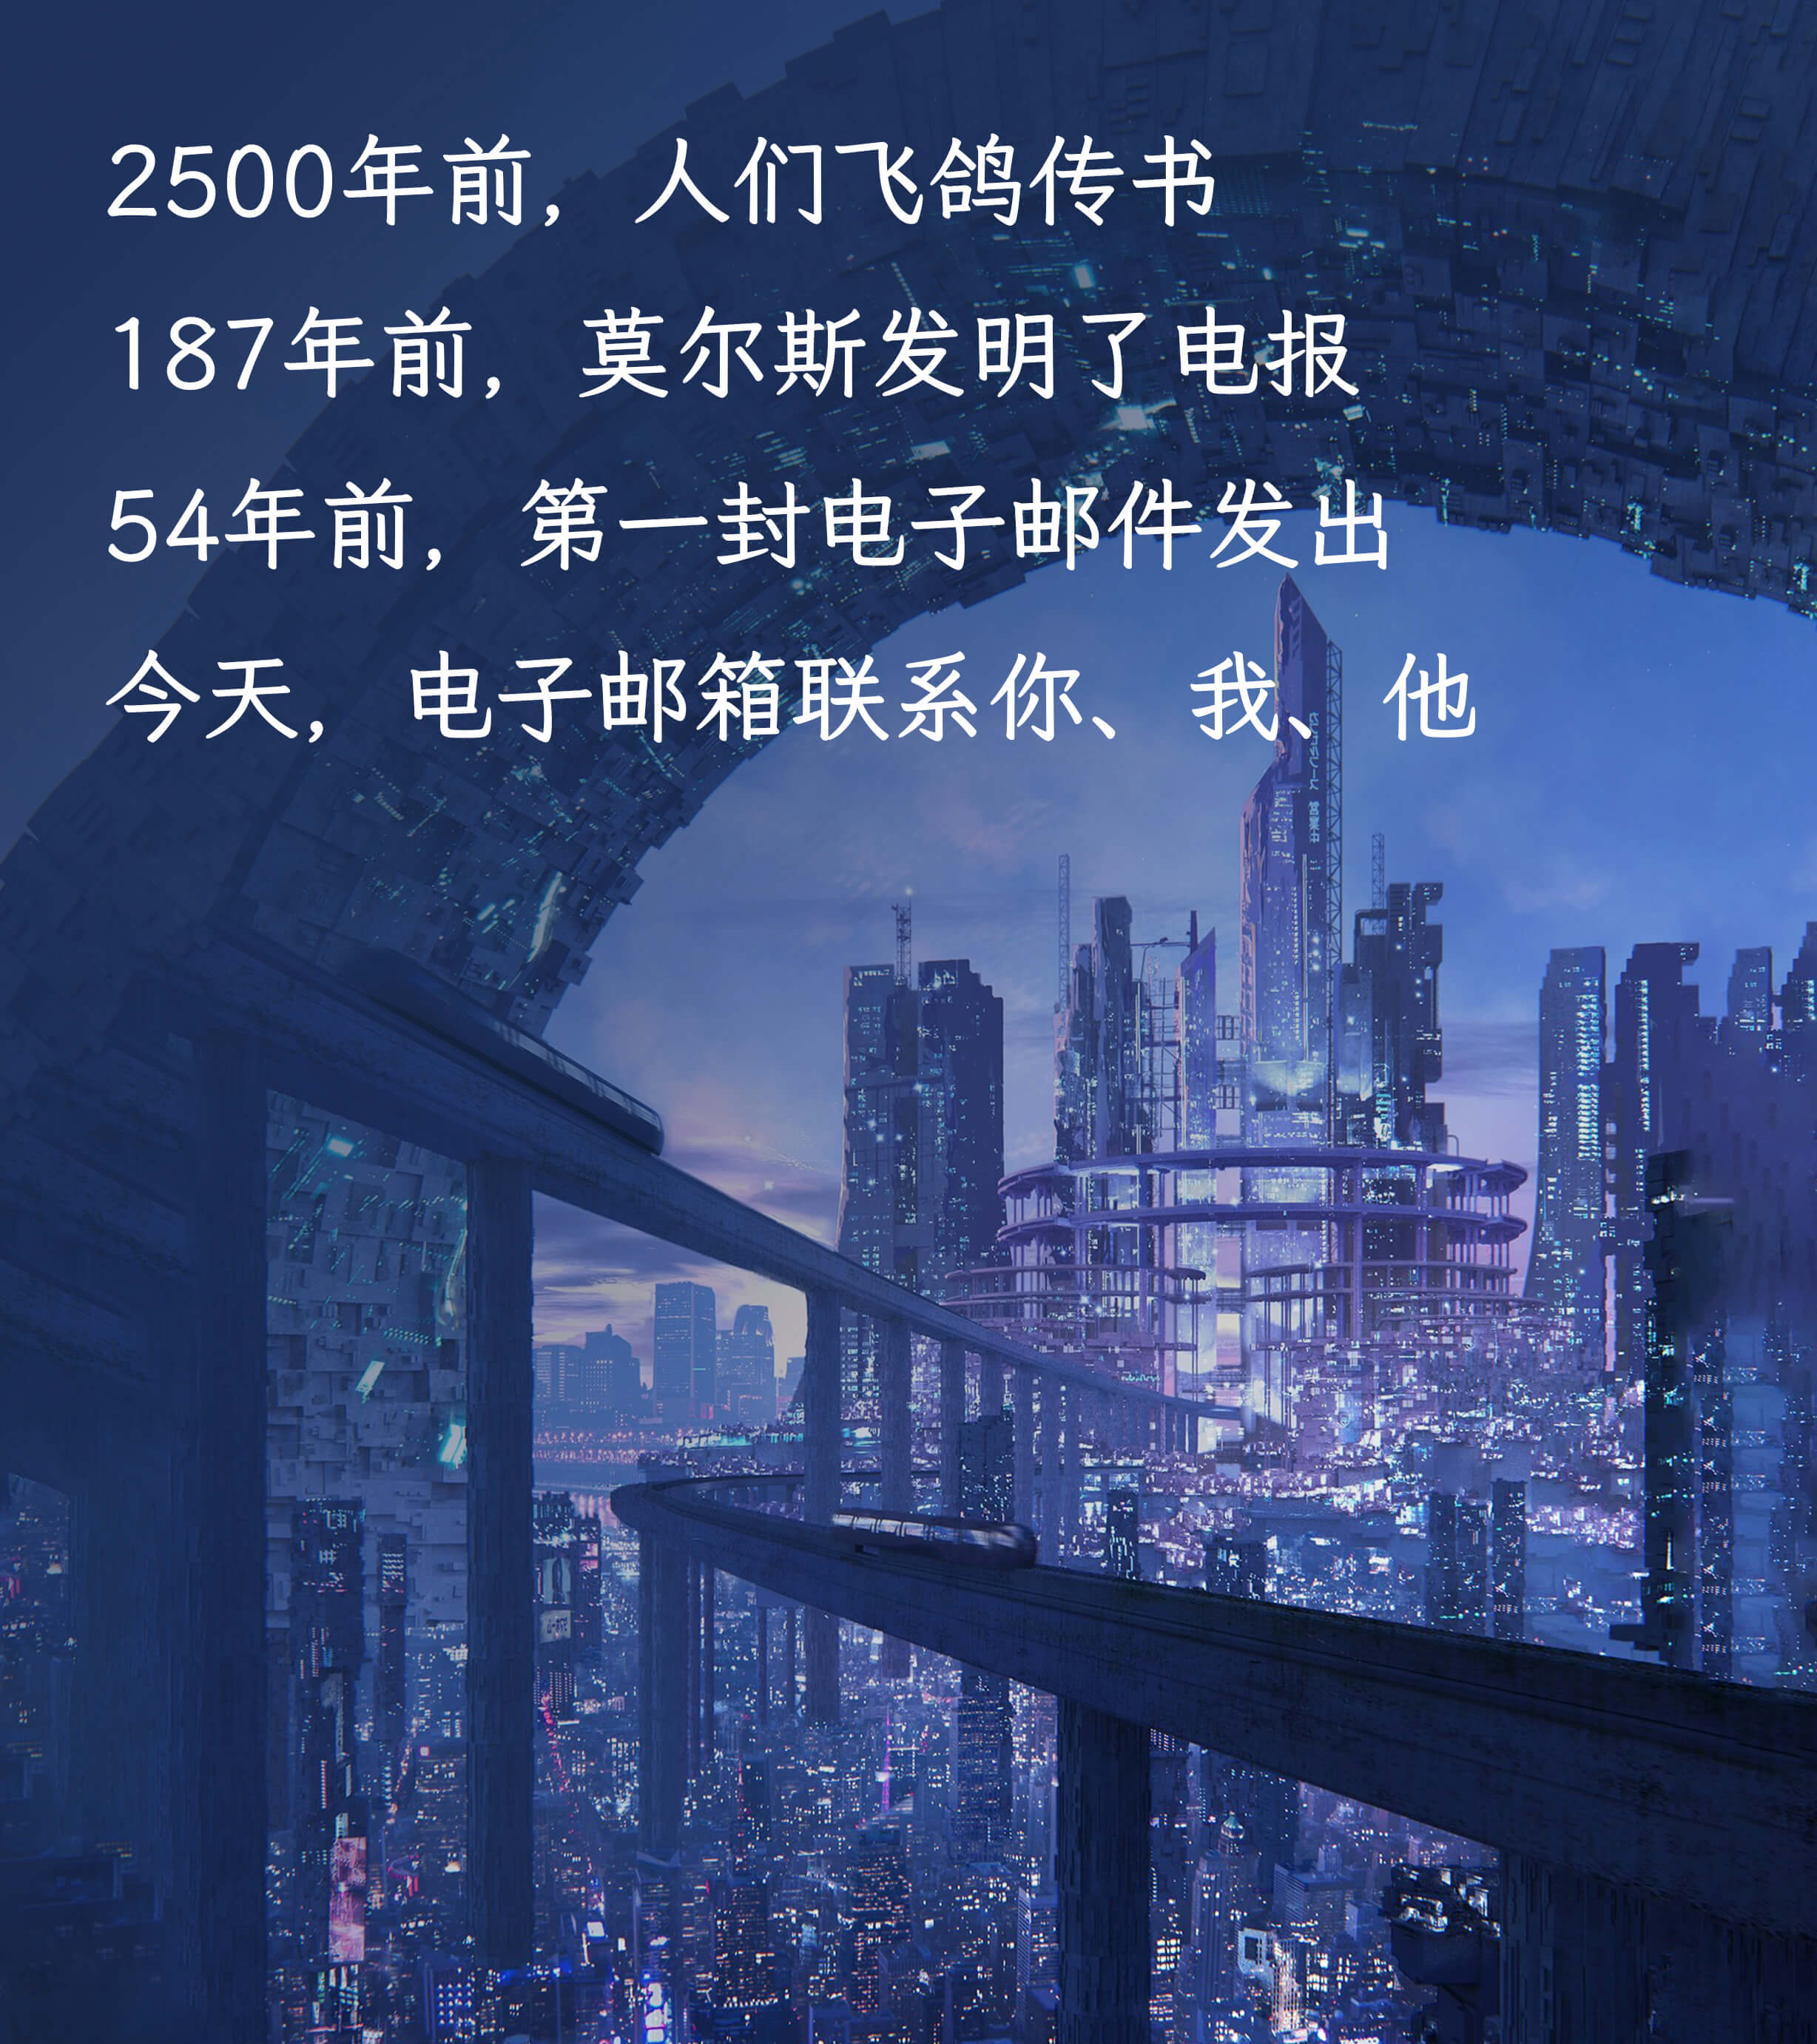 2500年前，人们飞鸽传书
187年前，莫尔斯发明了电报
54年前，第一封电子邮件发出
今天，电子邮箱联系你、我、他